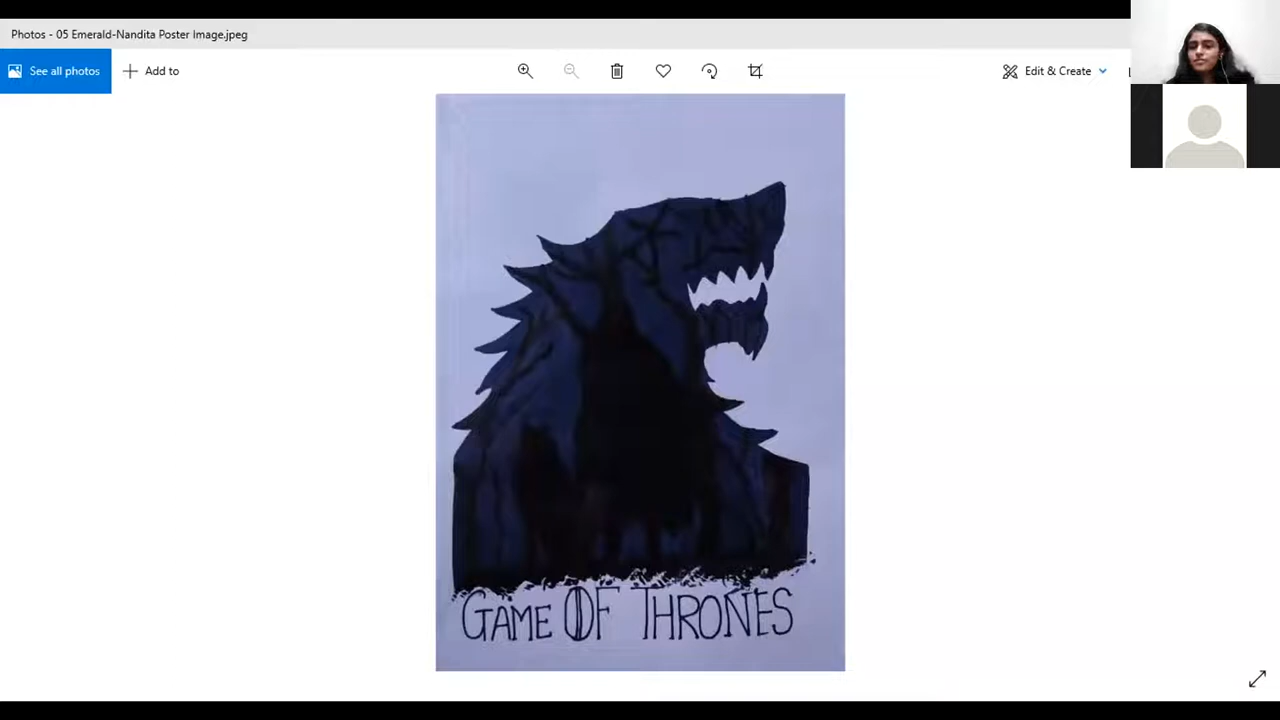 Photos - 05 Emerald-Nandita Poster Image.jpeg
See all photos
Add to
Edit & Create
GAME OF THRONES